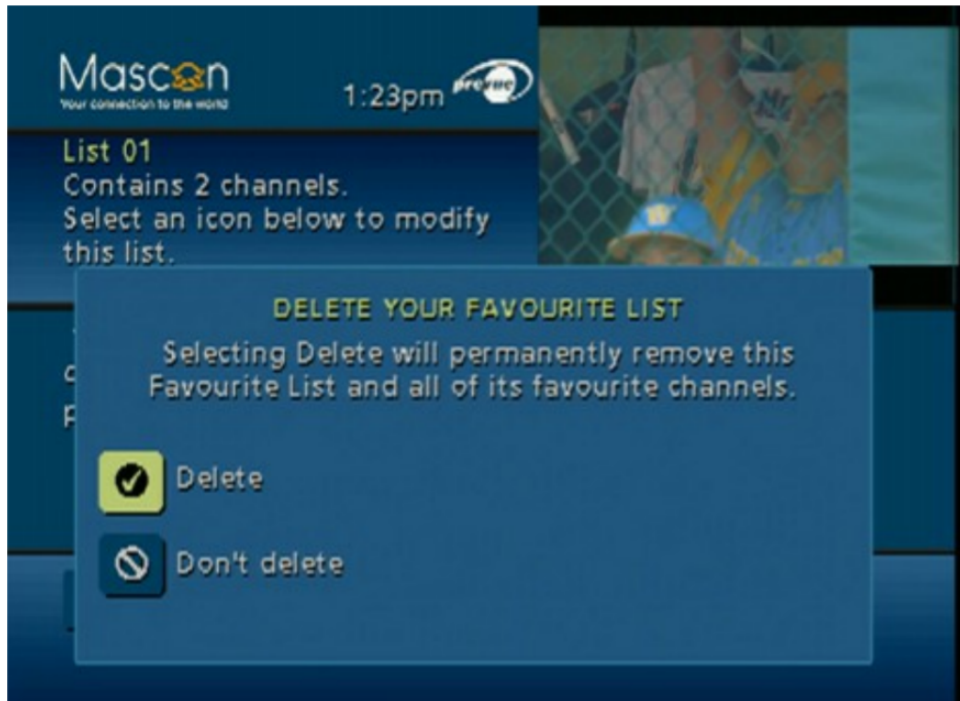 Mascon
Your connection to the world
1:23pm
prevue
List 01
Contains 2 channels.
Select an icon below to modify
this list.
DELETE YOUR FAVOURITE LIST
Selecting Delete will permanently remove this
Favourite List and all of its favourite channels.
Delete
Don't delete
W